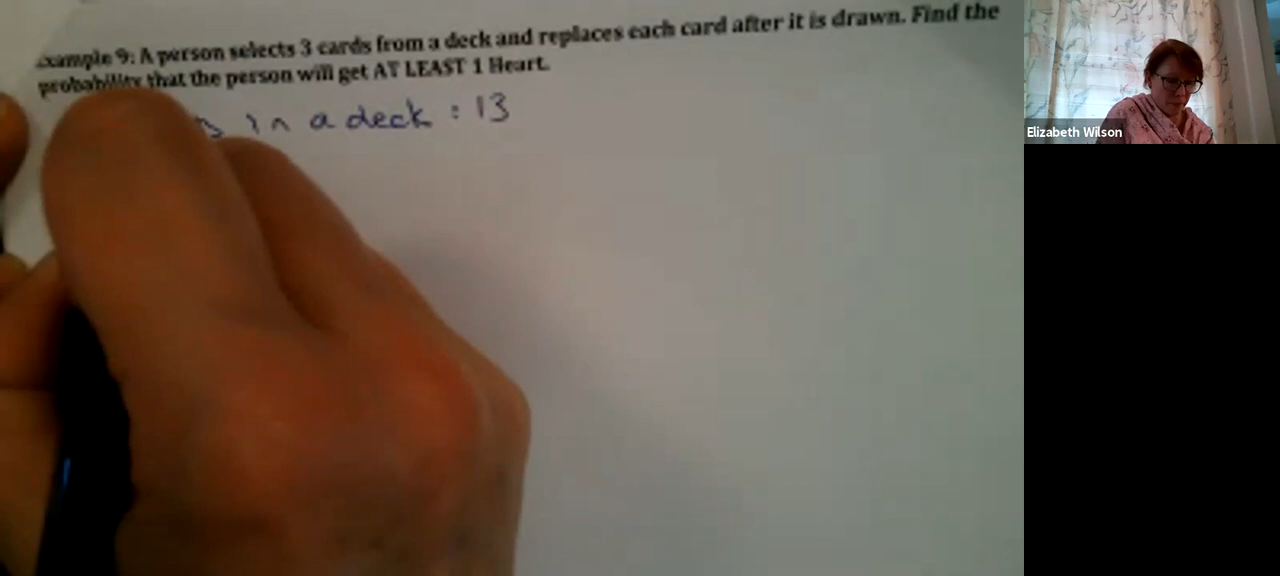 Example 9: A person selects 3 cards from a deck and replaces each card after it is drawn. Find the
probability that the person will get AT LEAST 1 Heart.
in a deck : 13
Elizabeth Wilson